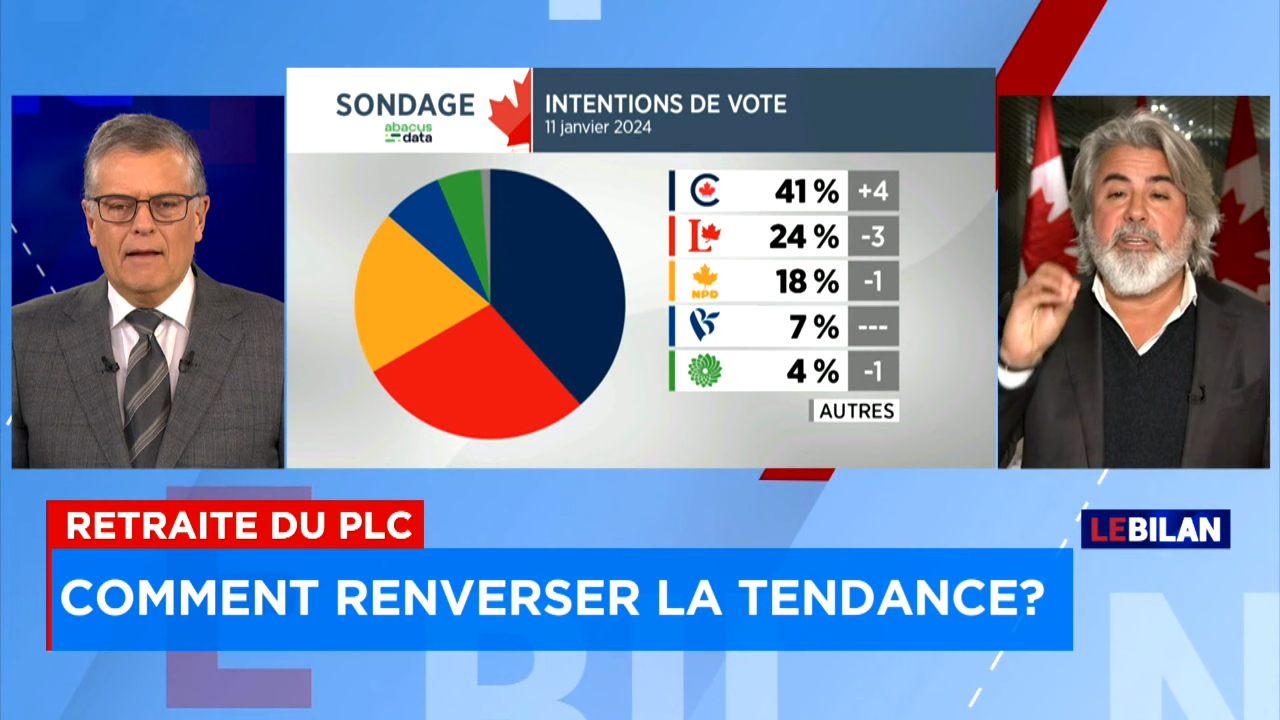 SONDAGE
abacus
data
INTENTIONS DE VOTE
11 janvier 2024
C 41 % +4
L 24 % -3
NPD 18 % -1
7 % ---
4 % -1
AUTRES
RETRAITE DU PLC
COMMENT RENVERSER LA TENDANCE?
LEBILAN